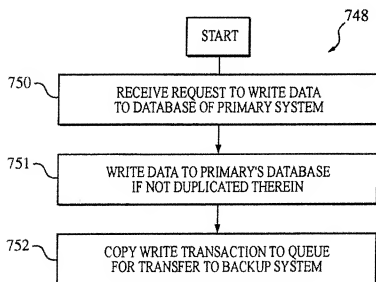 START
748
750
RECEIVE REQUEST TO WRITE DATA
TO DATABASE OF PRIMARY SYSTEM
751
WRITE DATA TO PRIMARY'S DATABASE
IF NOT DUPLICATED THEREIN
752
COPY WRITE TRANSACTION TO QUEUE
FOR TRANSFER TO BACKUP SYSTEM